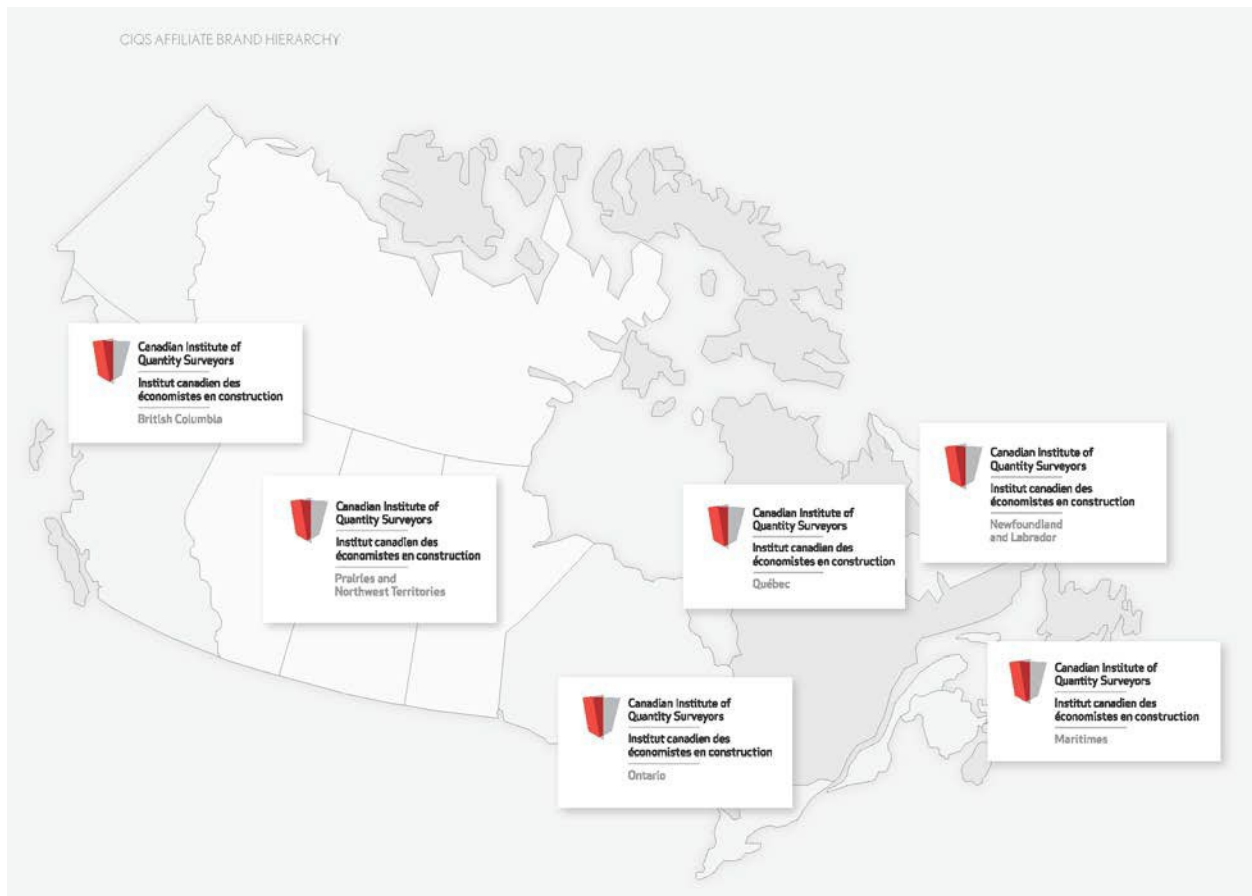 CIQS AFFILIATE BRAND HIERARCHY
Canadian Institute of
Quantity Surveyors
Institut canadien des
économistes en construction
British Columbia
Canadian Institute of
Quantity Surveyors
Institut canadien des
économistes en construction
Prairies and
Northwest Territories
Canadian Institute of
Quantity Surveyors
Institut canadien des
économistes en construction
Québec
Canadian Institute of
Quantity Surveyors
Institut canadien des
économistes en construction
Newfoundland
and Labrador
Canadian Institute of
Quantity Surveyors
Institut canadien des
économistes en construction
Ontario
Canadian Institute of
Quantity Surveyors
Institut canadien des
économistes en construction
Maritimes